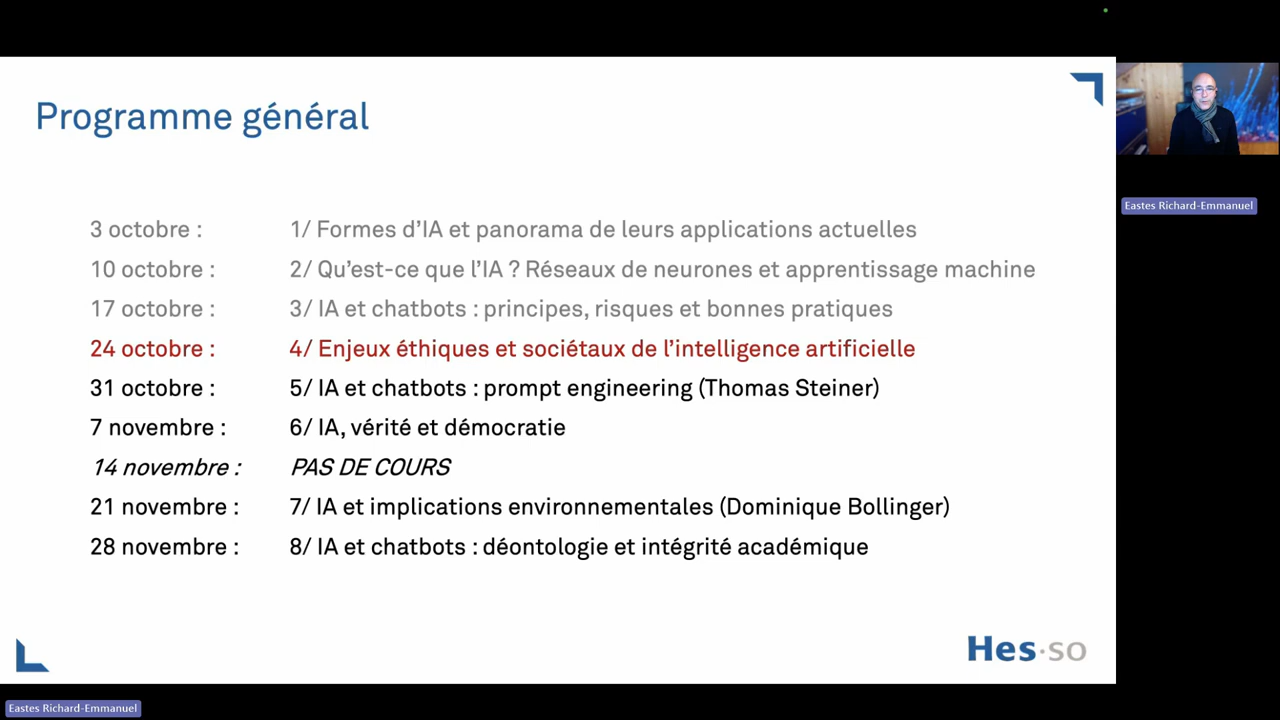 Programme général
3 octobre : 1/ Formes d’IA et panorama de leurs applications actuelles
10 octobre : 2/ Qu’est-ce que l’IA ? Réseaux de neurones et apprentissage machine
17 octobre : 3/ IA et chatbots : principes, risques et bonnes pratiques
24 octobre : 4/ Enjeux éthiques et sociétaux de l’intelligence artificielle
31 octobre : 5/ IA et chatbots : prompt engineering (Thomas Steiner)
7 novembre : 6/ IA, vérité et démocratie
14 novembre : PAS DE COURS
21 novembre : 7/ IA et implications environnementales (Dominique Bollinger)
28 novembre : 8/ IA et chatbots : déontologie et intégrité académique
Hes·so
Eastes Richard-Emmanuel
Eastes Richard-Emmanuel